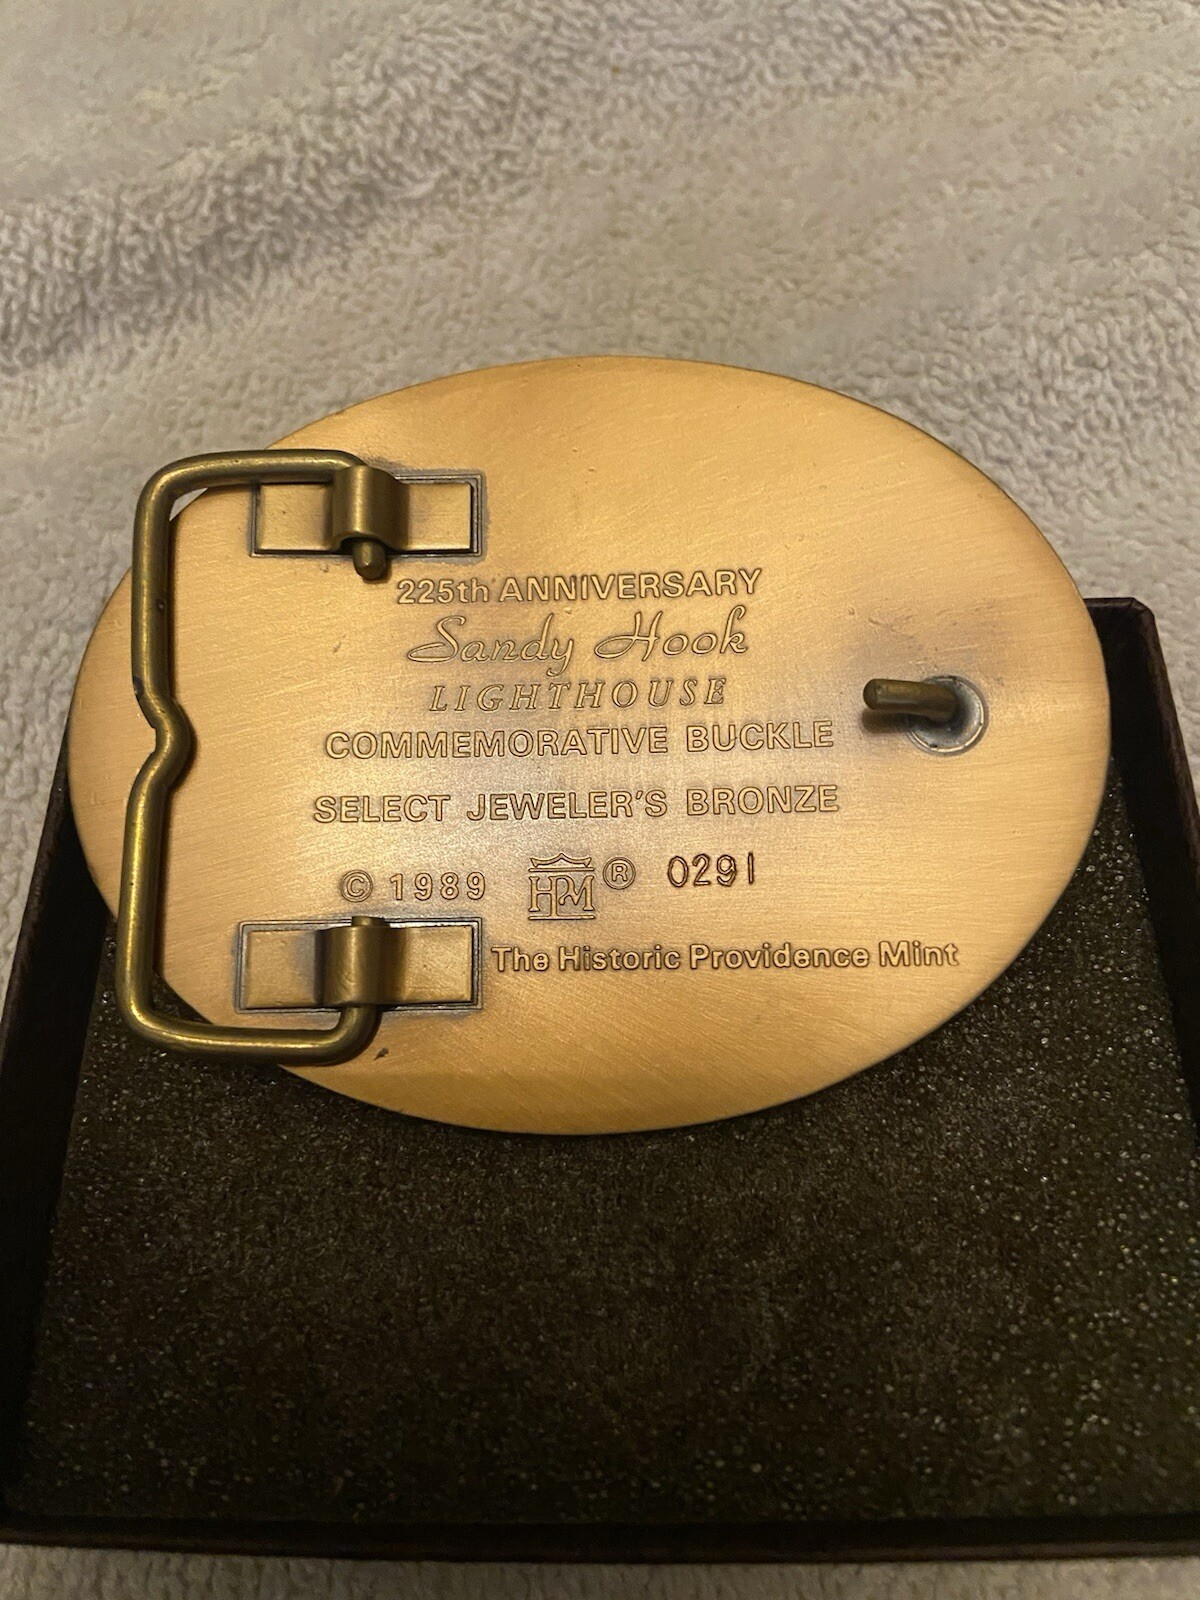 225th ANNIVERSARY
Sandy Hook
LIGHTHOUSE
COMMEMORATIVE BUCKLE
SELECT JEWELER'S BRONZE
© 1989 HPM ® 0291
The Historic Providence Mint